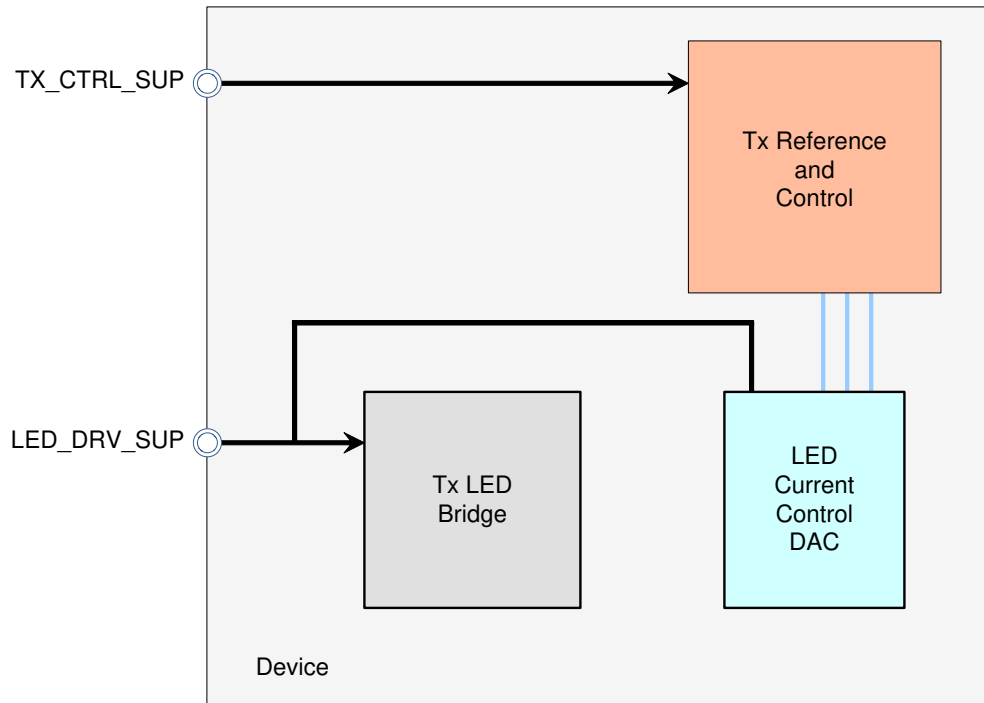 TX_CTRL_SUP
Tx Reference
and
Control
LED_DRV_SUP
Tx LED
Bridge
LED
Current
Control
DAC
Device